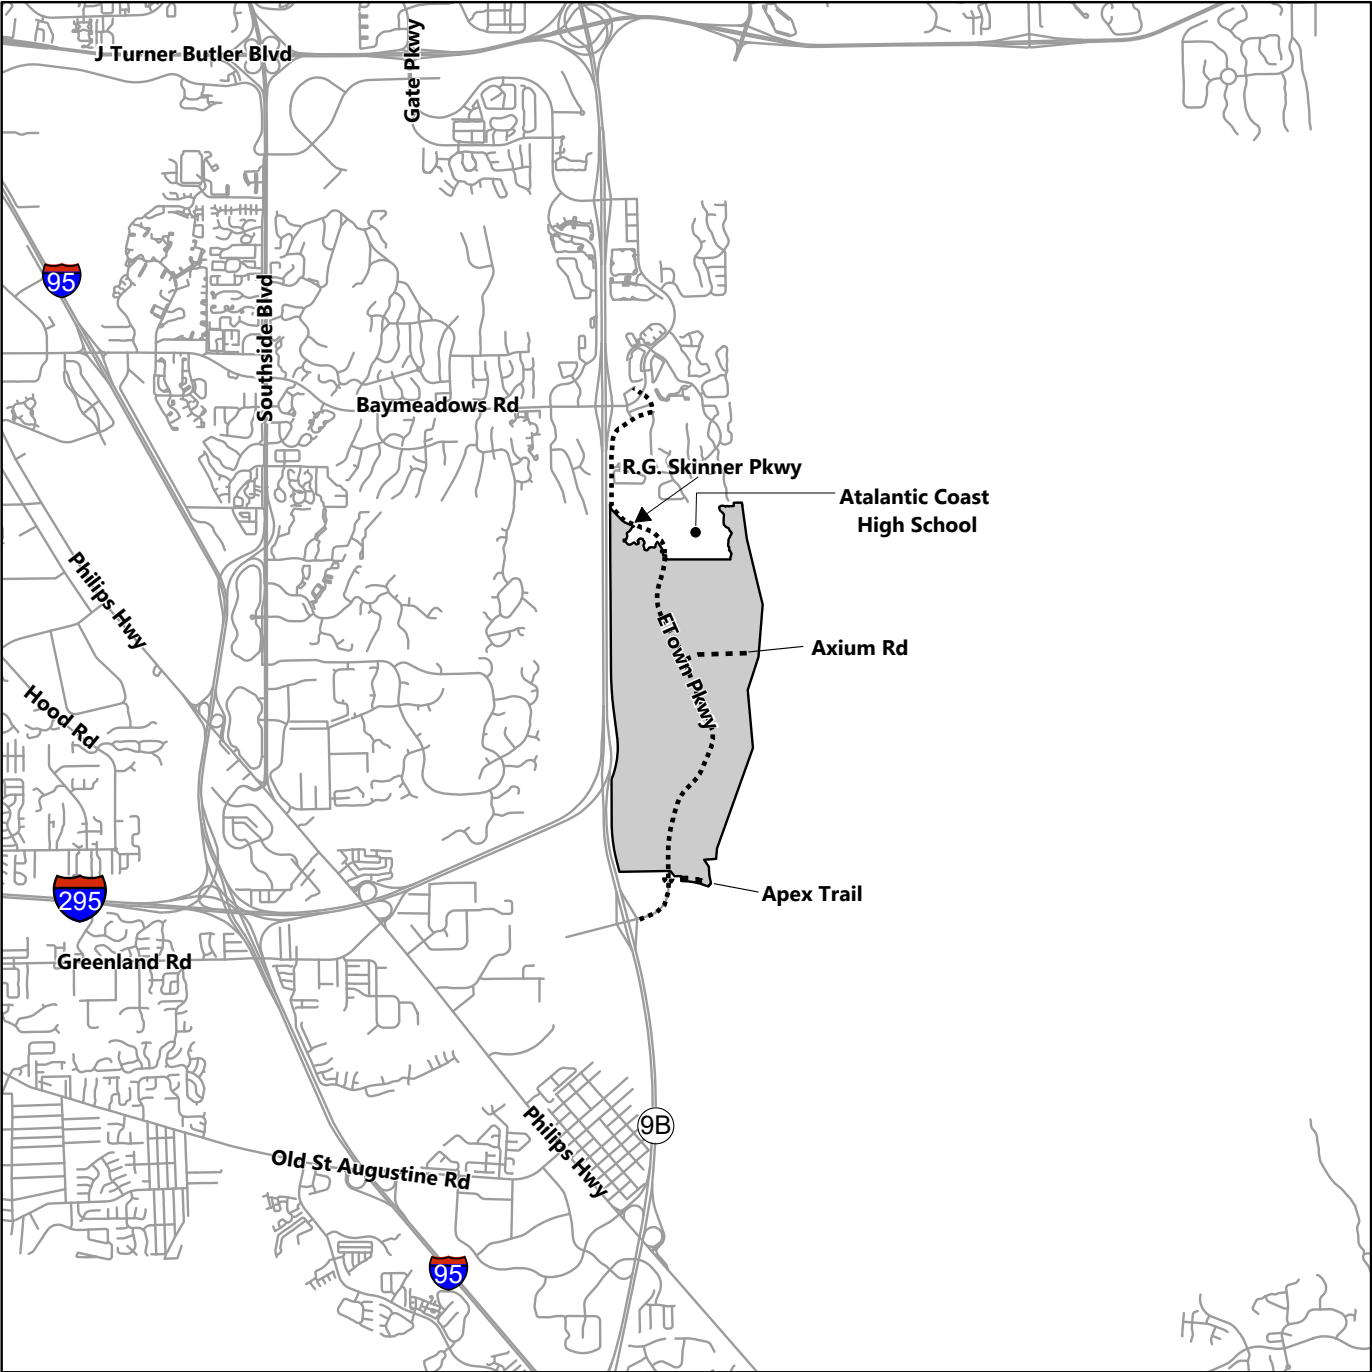 J Turner Butler Blvd
Gate Pkwy
95
Southside Blvd
Baymeadows Rd
R.G. Skinner Pkwy
Atalantic Coast
High School
Philips Hwy
ETown Pkwy
Axium Rd
Hood Rd
295
Apex Trail
Greenland Rd
9B
Philips Hwy
Old St Augustine Rd
95